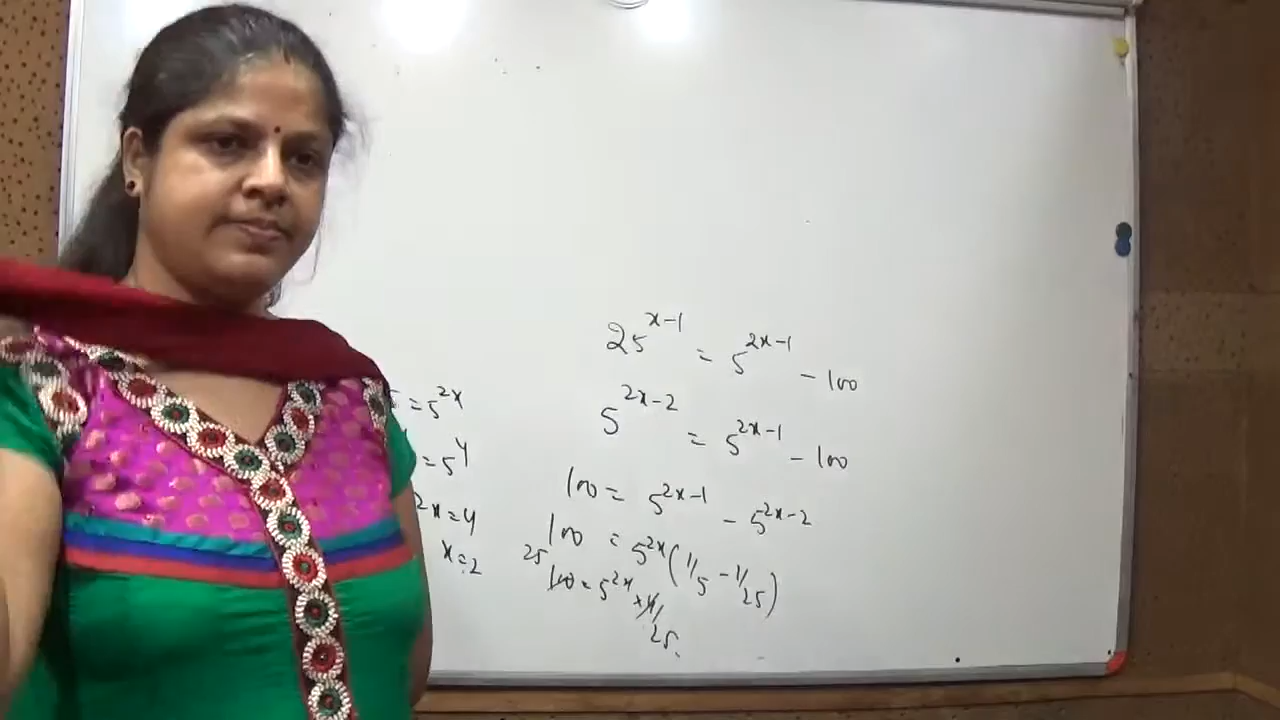 25^{x-1} = 5^{2x-1} - 100
5^{2x-2} = 5^{2x-1} - 100
100 = 5^{2x-1} - 5^{2x-2}
100 = 5^{2x} (1/5 - 1/25)
25 100 = 5^{2x} × 4/25
= 5^{2x}
= 5^4
2x = 4
x = 2